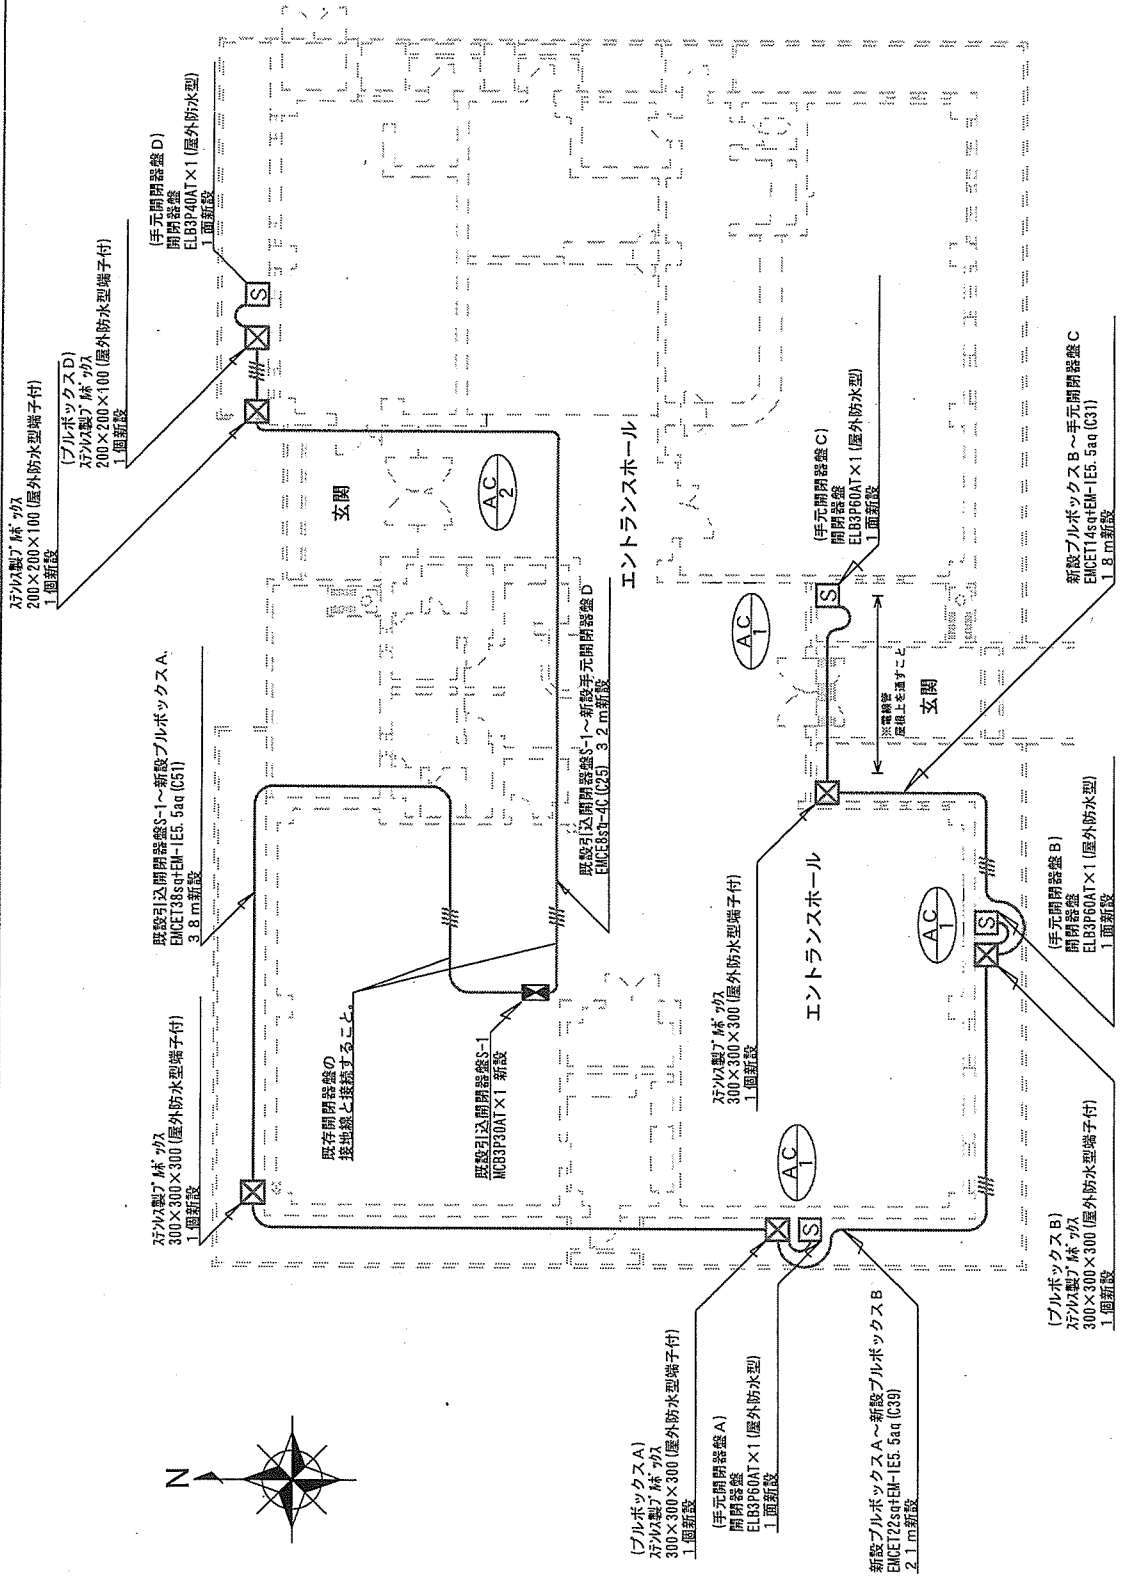 ステンレス製プルボックス
200×200×100(屋外防水型端子付)
1個新設
(プルボックスD)
ステンレス製プルボックス
200×200×100(屋外防水型端子付)
1個新設
(手元開閉器盤D)
開閉器盤
ELB3P40AT×1(屋外防水型)
1面新設
S
既設引込開閉器盤S-1~新設プルボックスA
EMCET38sq+EM-IE5.5aq(C51)
38m新設
ステンレス製プルボックス
300×300×300(屋外防水型端子付)
1個新設
N
玄関
AC
2
エントランスホール
既存開閉器盤の
接地線と接続すること。
既設引込開閉器盤S-1
MCB3P30AT×1 新設
既設引込開閉器盤S-1~新設手元開閉器盤D
EMCE8sq-4C(C25) 32m新設
(手元開閉器盤C)
開閉器盤
ELB3P60AT×1(屋外防水型)
1面新設
AC
1
S
※電線管
屋根上を通すこと
玄関
新設プルボックスB~手元開閉器盤C
EMCET14sq+EM-IE5.5aq(C31)
18m新設
ステンレス製プルボックス
300×300×300(屋外防水型端子付)
1個新設
エントランスホール
AC
1
S
(手元開閉器盤B)
開閉器盤
ELB3P60AT×1(屋外防水型)
1面新設
(プルボックスB)
ステンレス製プルボックス
300×300×300(屋外防水型端子付)
1個新設
AC
1
S
(プルボックスA)
ステンレス製プルボックス
300×300×300(屋外防水型端子付)
1個新設
(手元開閉器盤A)
開閉器盤
ELB3P60AT×1(屋外防水型)
1面新設
新設プルボックスA~新設プルボックスB
EMCET22sq+EM-IE5.5aq(C39)
21m新設